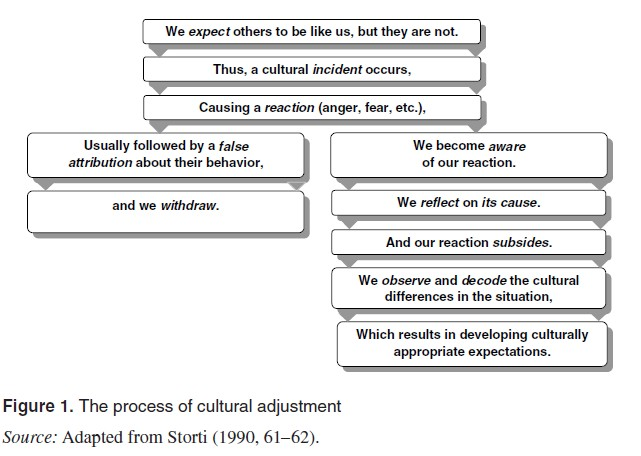 We expect others to be like us, but they are not.
Thus, a cultural incident occurs,
Causing a reaction (anger, fear, etc.),
Usually followed by a false
attribution about their behavior,
and we withdraw.
We become aware
of our reaction.
We reflect on its cause.
And our reaction subsides.
We observe and decode the cultural
differences in the situation,
Which results in developing culturally
appropriate expectations.
Figure 1. The process of cultural adjustment
Source: Adapted from Storti (1990, 61–62).